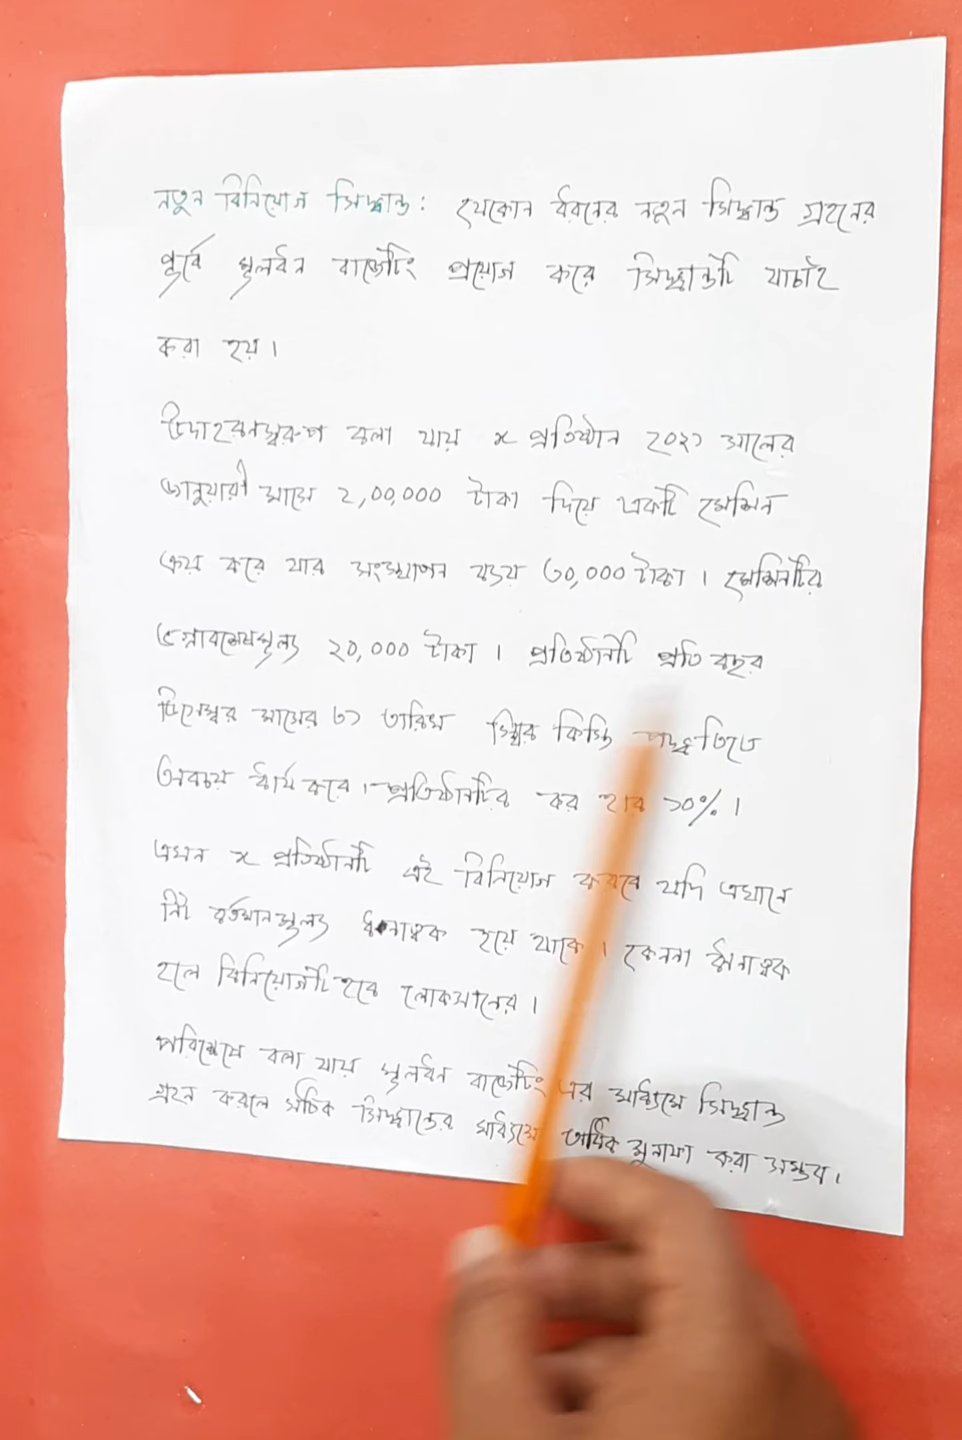 নতুন বিনিয়োগ সিদ্ধান্ত: যেকোন ধরনের নতুন সিদ্ধান্ত গ্রহনের
পূর্বে মূলধন বাজেটিং প্রয়োগ করে সিদ্ধান্তটি যাচাই
করা হয়।
উদাহরনস্বরুপ বলা যায় x প্রতিষ্ঠান ২০২১ সালের
জানুয়ারী মাসে ২,০০,০০০ টাকা দিয়ে একটি মেশিন
ক্রয় করে যার সংস্থাপন ব্যয় ৩০,০০০ টাকা। মেশিনটির
ভগ্নাবশেষমূল্য ২০,০০০ টাকা। প্রতিষ্ঠানটি প্রতি বছর
ডিসেম্বর মাসের ৩১ তারিখ স্থির কিস্তি পদ্ধতিতে
অবচয় ধার্য করে। প্রতিষ্ঠানটির কর হার ১০%।
এখন x প্রতিষ্ঠানটি এই বিনিয়োগ করবে যদি এখানে
নিট বর্তমানমূল্য ধনাত্বক হয়ে থাকে। কেননা ঋনাত্বক
হলে বিনিয়োগটি হবে লোকসানের।
পরিশেষে বলা যায় মূলধন বাজেটিং এর মাধ্যমে সিদ্ধান্ত
গ্রহন করলে সঠিক সিদ্ধান্তের মাধ্যমে অধিক মুনাফা করা সম্ভব।